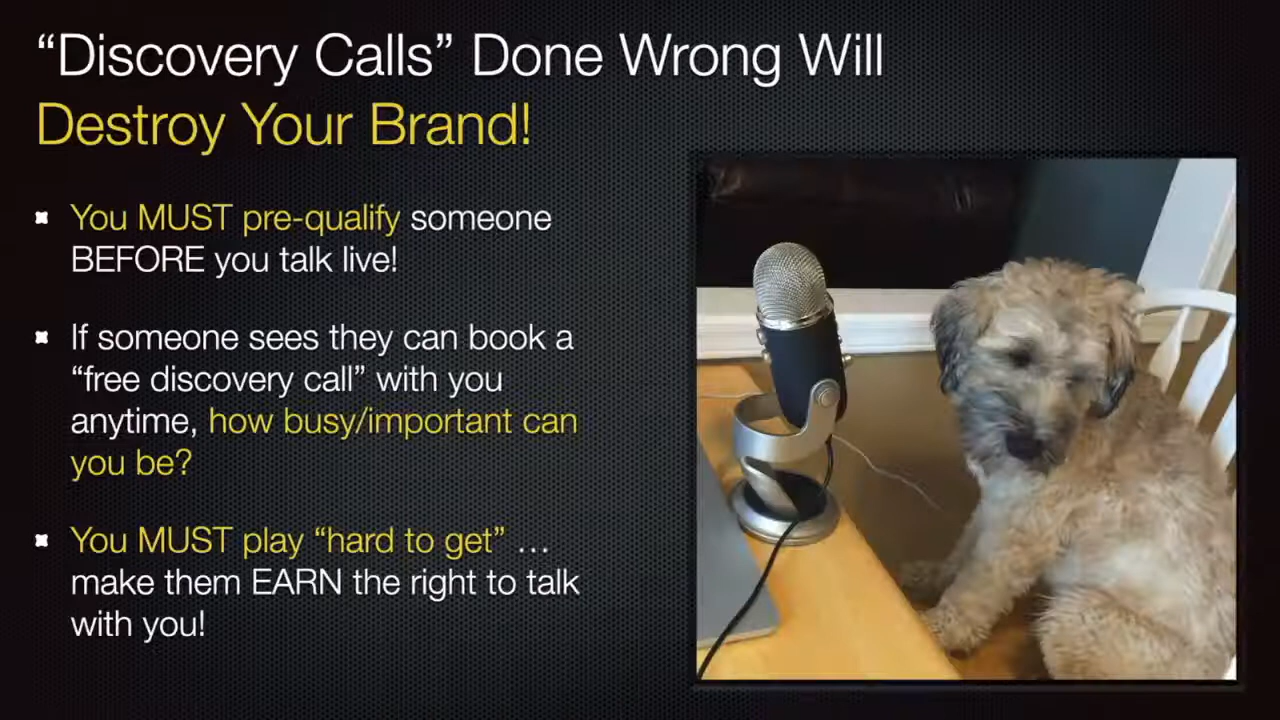 “Discovery Calls” Done Wrong Will
Destroy Your Brand!
You MUST pre-qualify someone
BEFORE you talk live!
If someone sees they can book a
“free discovery call” with you
anytime, how busy/important can
you be?
You MUST play “hard to get” …
make them EARN the right to talk
with you!